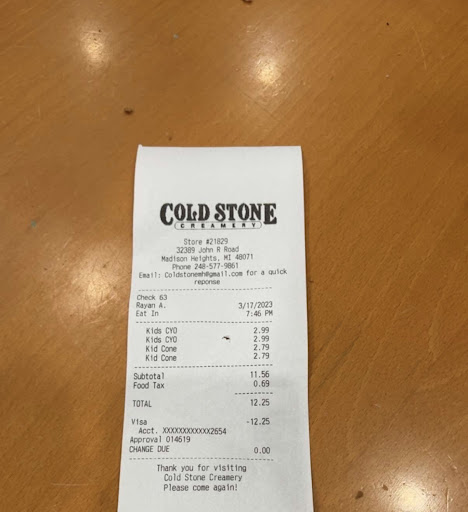 COLD STONE
CREAMERY
Store #21829
32389 John R Road
Madison Heights, MI 48071
Phone 248-577-9861
Email: Coldstonemh@gmail.com for a quick
reponse
Check 63
Rayan A. 3/17/2023
Eat In 7:46 PM
Kids CYO 2.99
Kids CYO 2.99
Kid Cone 2.79
Kid Cone 2.79
Subtotal 11.56
Food Tax 0.69
TOTAL 12.25
Visa -12.25
Acct. XXXXXXXXXXXX2654
Approval 014619
CHANGE DUE 0.00
Thank you for visiting
Cold Stone Creamery
Please come again!